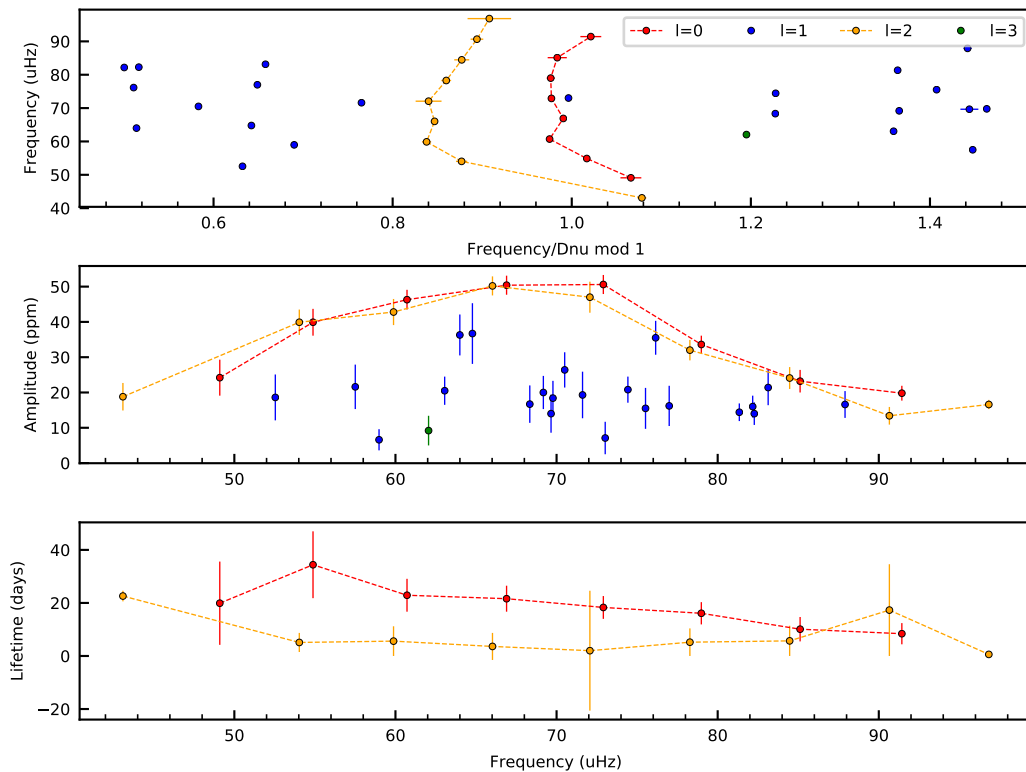 l=0 l=1 l=2 l=3
Frequency (uHz)
90
80
70
60
50
40
0.6 0.8 1.0 1.2 1.4
Frequency/Dnu mod 1
Amplitude (ppm)
50
40
30
20
10
0
50 60 70 80 90
Lifetime (days)
40
20
0
−20
50 60 70 80 90
Frequency (uHz)